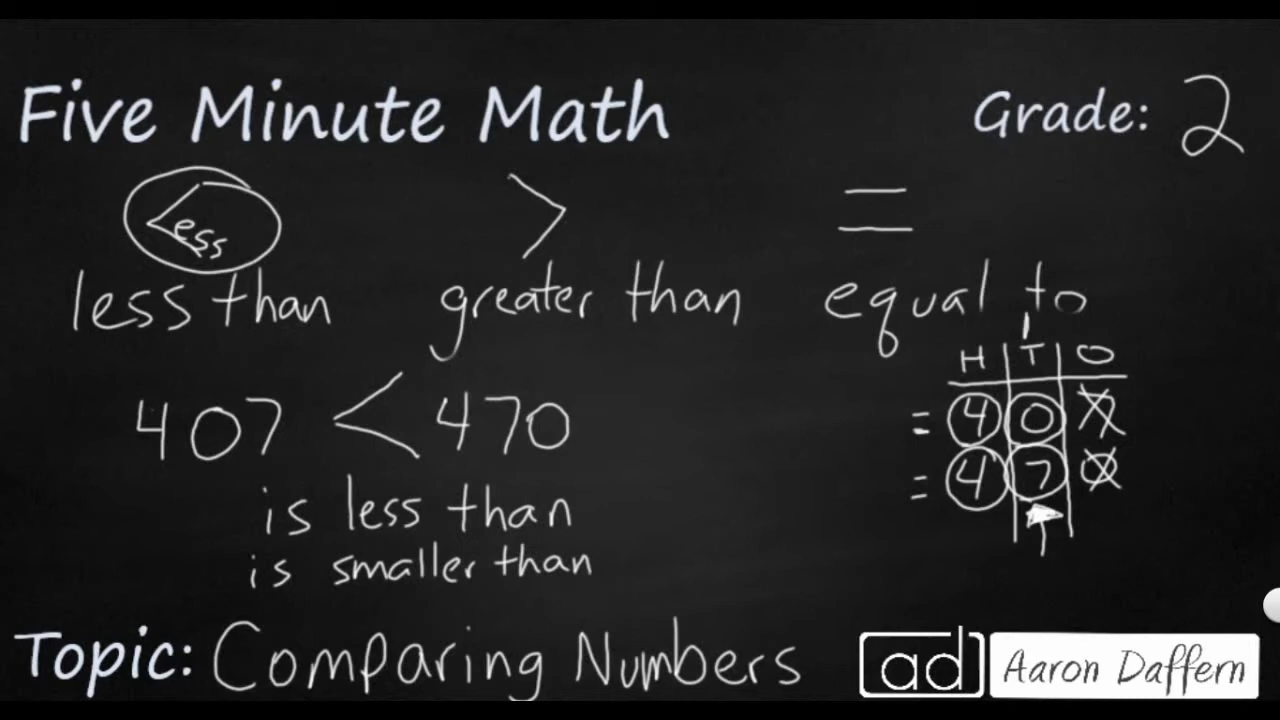 Five Minute Math Grade: 2
<ess > =
less than greater than equal to
H T O
407 < 470
= 4 0 7
= 4 7 0
is less than
is smaller than
Topic: Comparing Numbers
ad Aaron Daffern